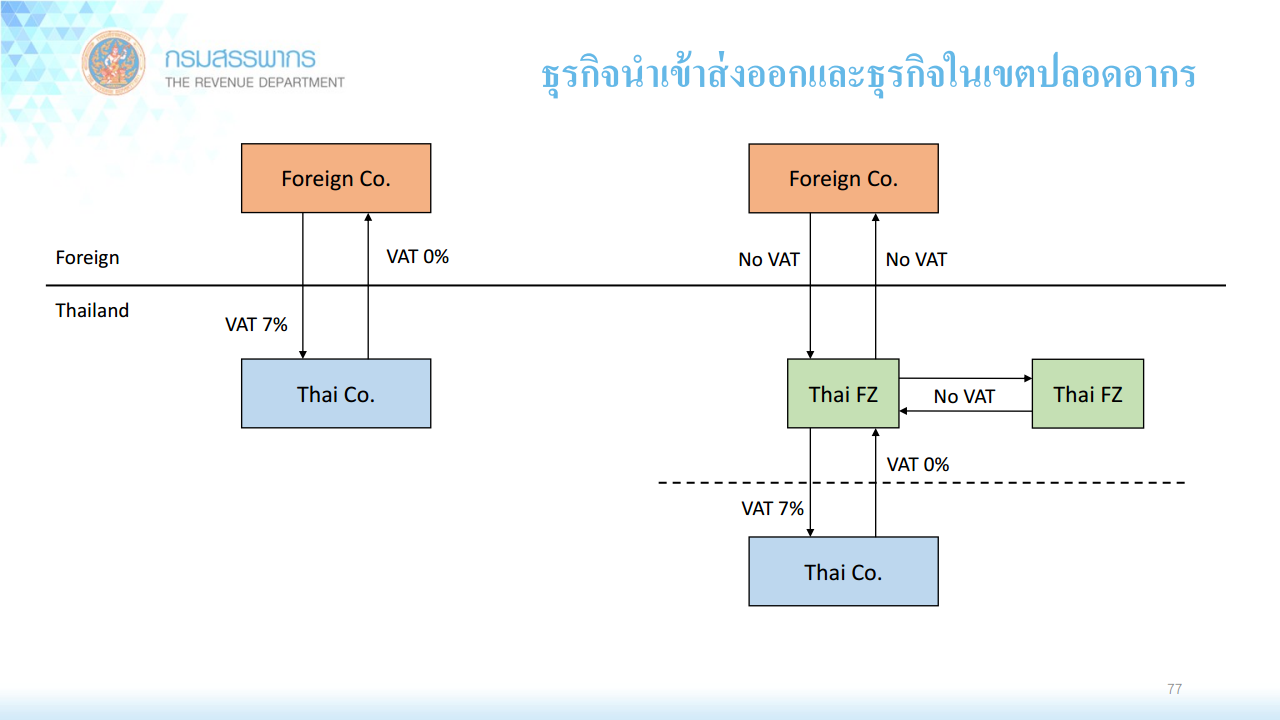 กรมสรรพากร
THE REVENUE DEPARTMENT
ธุรกิจนำเข้าส่งออกและธุรกิจในเขตปลอดอากร
Foreign Co.
Foreign Co.
Foreign
VAT 0%
No VAT
No VAT
Thailand
VAT 7%
Thai Co.
Thai FZ
No VAT
Thai FZ
VAT 0%
VAT 7%
Thai Co.
77